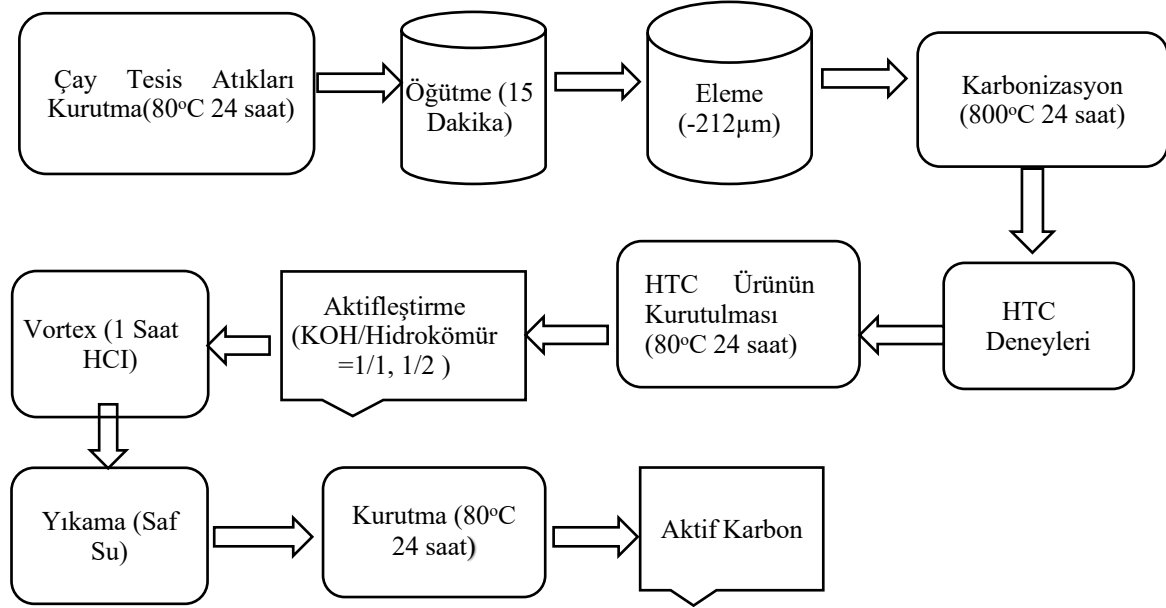 Çay Tesis Atıkları
Kurutma(80°C 24 saat)
Öğütme (15
Dakika)
Eleme
(-212µm)
Karbonizasyon
(800°C 24 saat)
HTC
Deneyleri
HTC Ürünün
Kurutulması
(80°C 24 saat)
Aktifleştirme
(KOH/Hidrokömür
=1/1, 1/2 )
Vortex (1 Saat
HCI)
Yıkama (Saf
Su)
Kurutma (80°C
24 saat)
Aktif Karbon